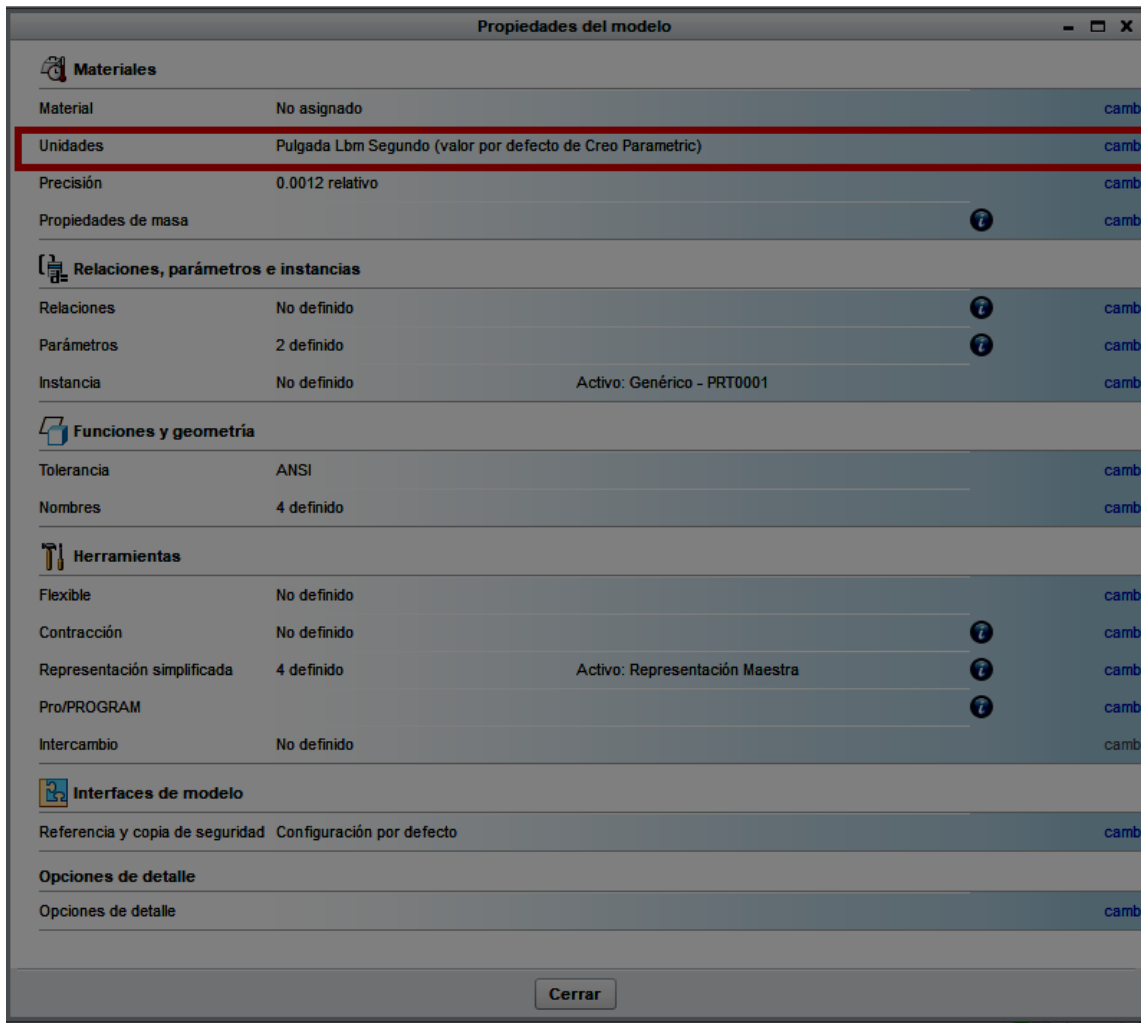 Propiedades del modelo
Materiales
Material No asignado camb
Unidades Pulgada Lbm Segundo (valor por defecto de Creo Parametric) camb
Precisión 0.0012 relativo camb
Propiedades de masa camb
Relaciones, parámetros e instancias
Relaciones No definido camb
Parámetros 2 definido camb
Instancia No definido Activo: Genérico - PRT0001 camb
Funciones y geometría
Tolerancia ANSI camb
Nombres 4 definido camb
Herramientas
Flexible No definido camb
Contracción No definido camb
Representación simplificada 4 definido Activo: Representación Maestra camb
Pro/PROGRAM camb
Intercambio No definido camb
Interfaces de modelo
Referencia y copia de seguridad Configuración por defecto camb
Opciones de detalle
Opciones de detalle camb
Cerrar